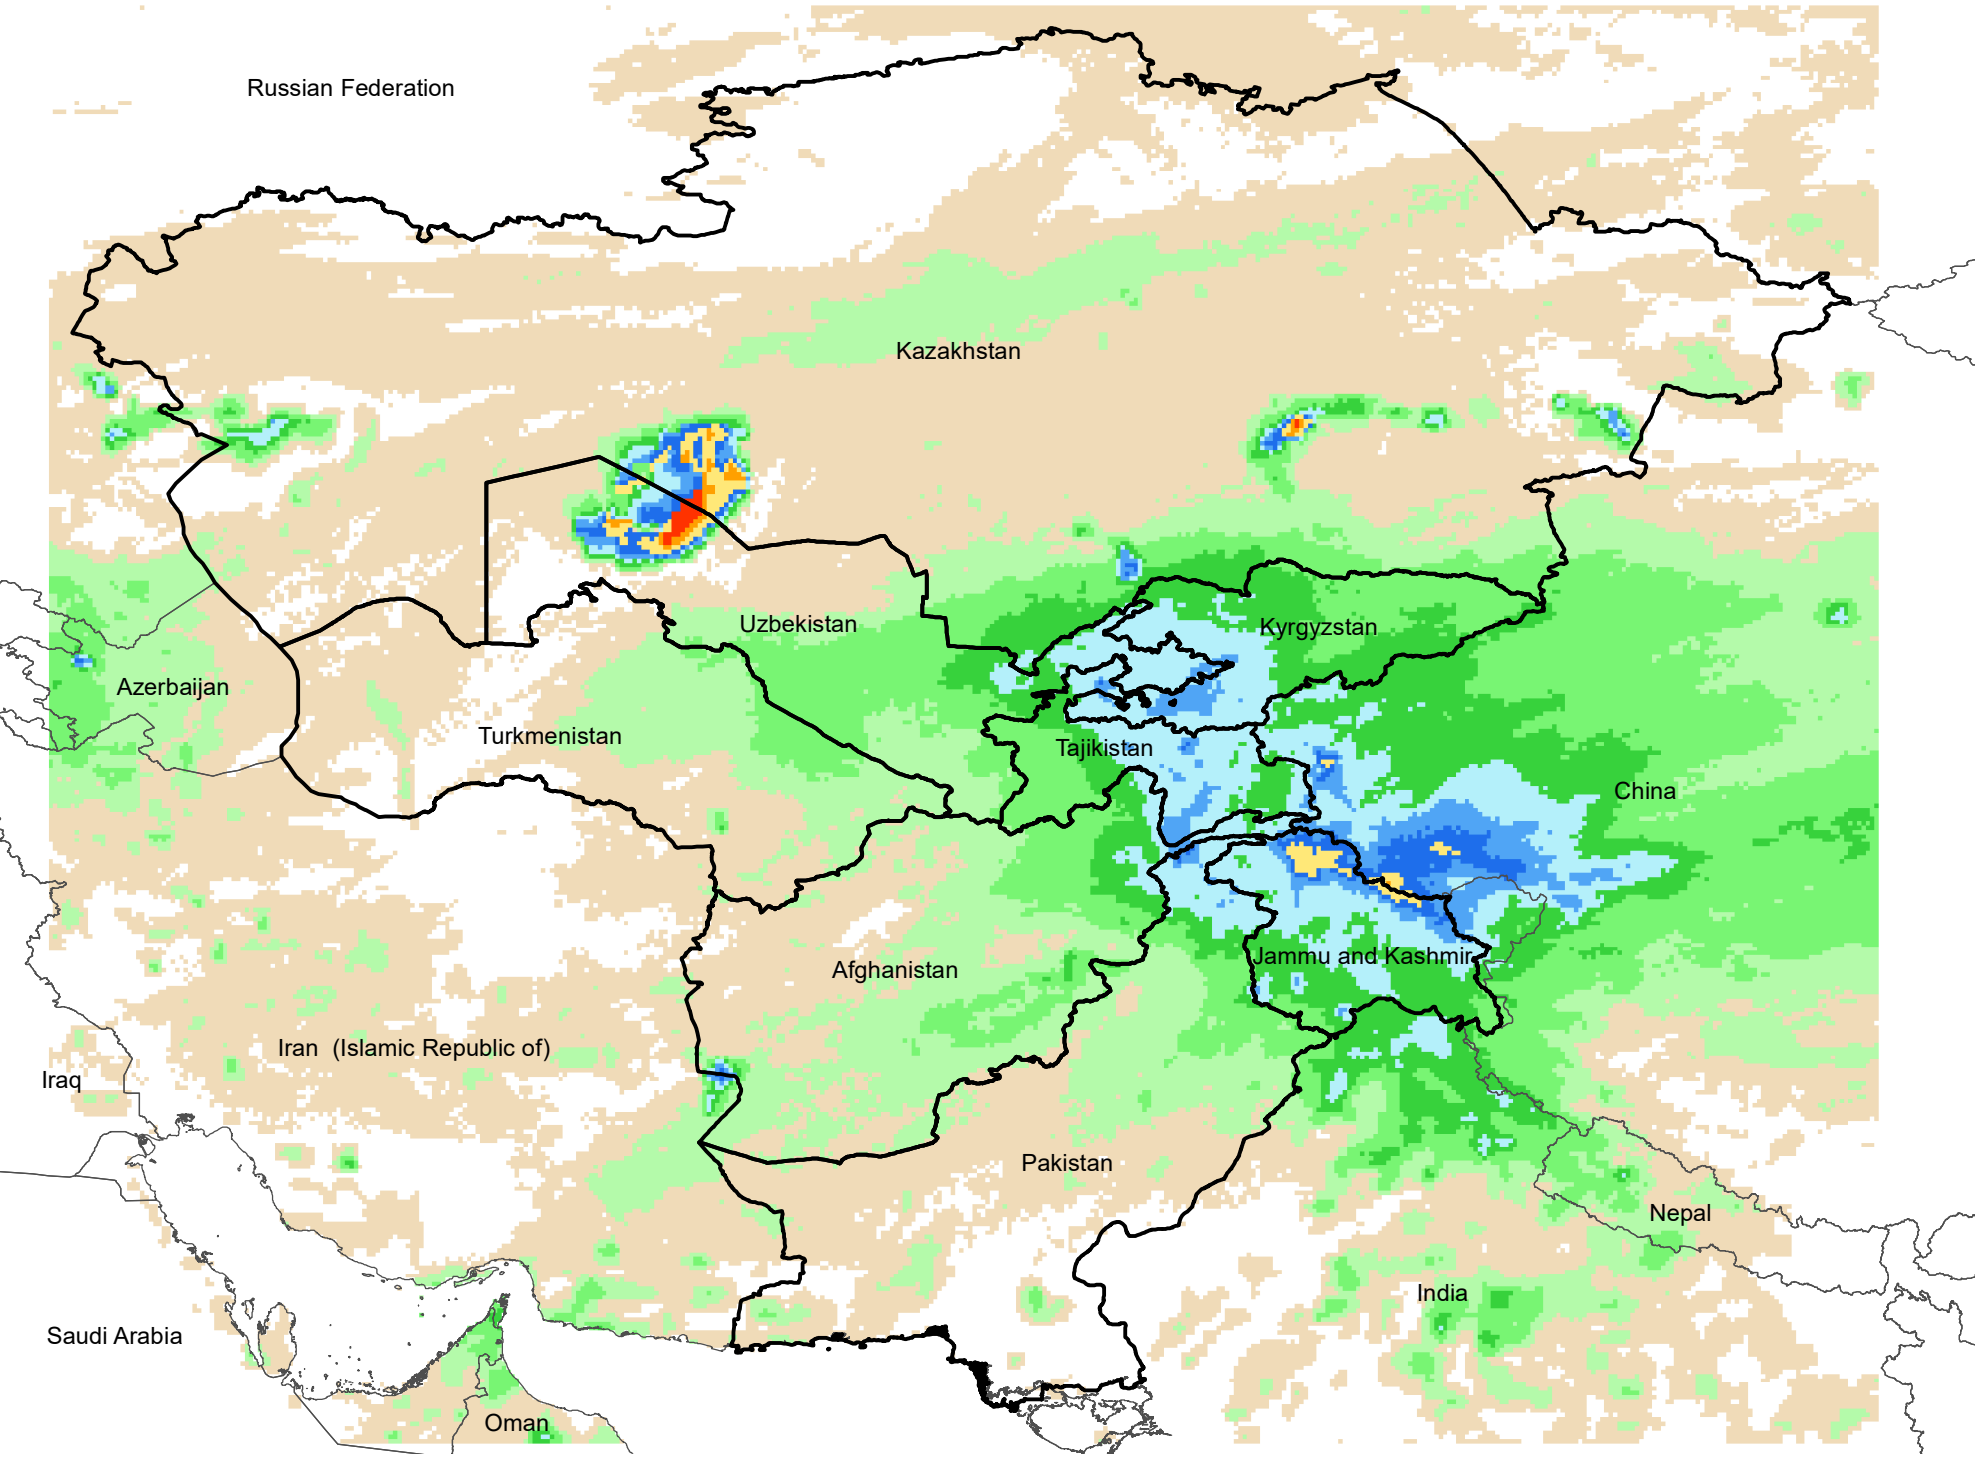 Russian Federation
Kazakhstan
Uzbekistan
Kyrgyzstan
Azerbaijan
Turkmenistan
Tajikistan
China
Jammu and Kashmir
Afghanistan
Iran (Islamic Republic of)
Iraq
Pakistan
Nepal
India
Saudi Arabia
Oman